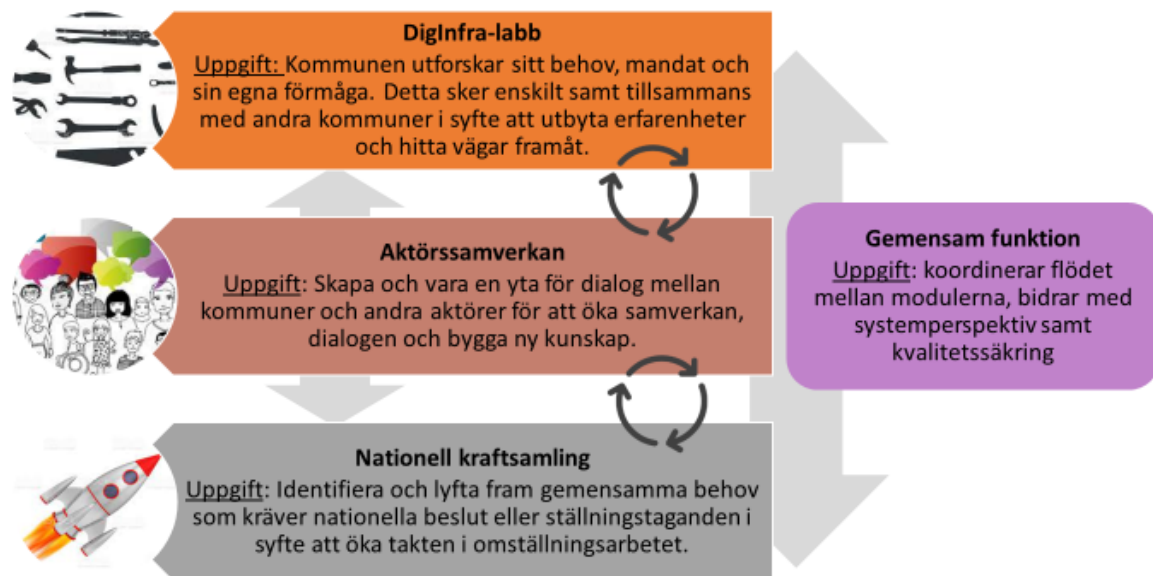 DigInfra-labb
Uppgift: Kommunen utforskar sitt behov, mandat och
sin egna förmåga. Detta sker enskilt samt tillsammans
med andra kommuner i syfte att utbyta erfarenheter
och hitta vägar framåt.
Aktörssamverkan
Uppgift: Skapa och vara en yta för dialog mellan
kommuner och andra aktörer för att öka samverkan,
dialogen och bygga ny kunskap.
Nationell kraftsamling
Uppgift: Identifiera och lyfta fram gemensamma behov
som kräver nationella beslut eller ställningstaganden i
syfte att öka takten i omställningsarbetet.
Gemensam funktion
Uppgift: koordinerar flödet
mellan modulerna, bidrar med
systemperspektiv samt
kvalitetssäkring